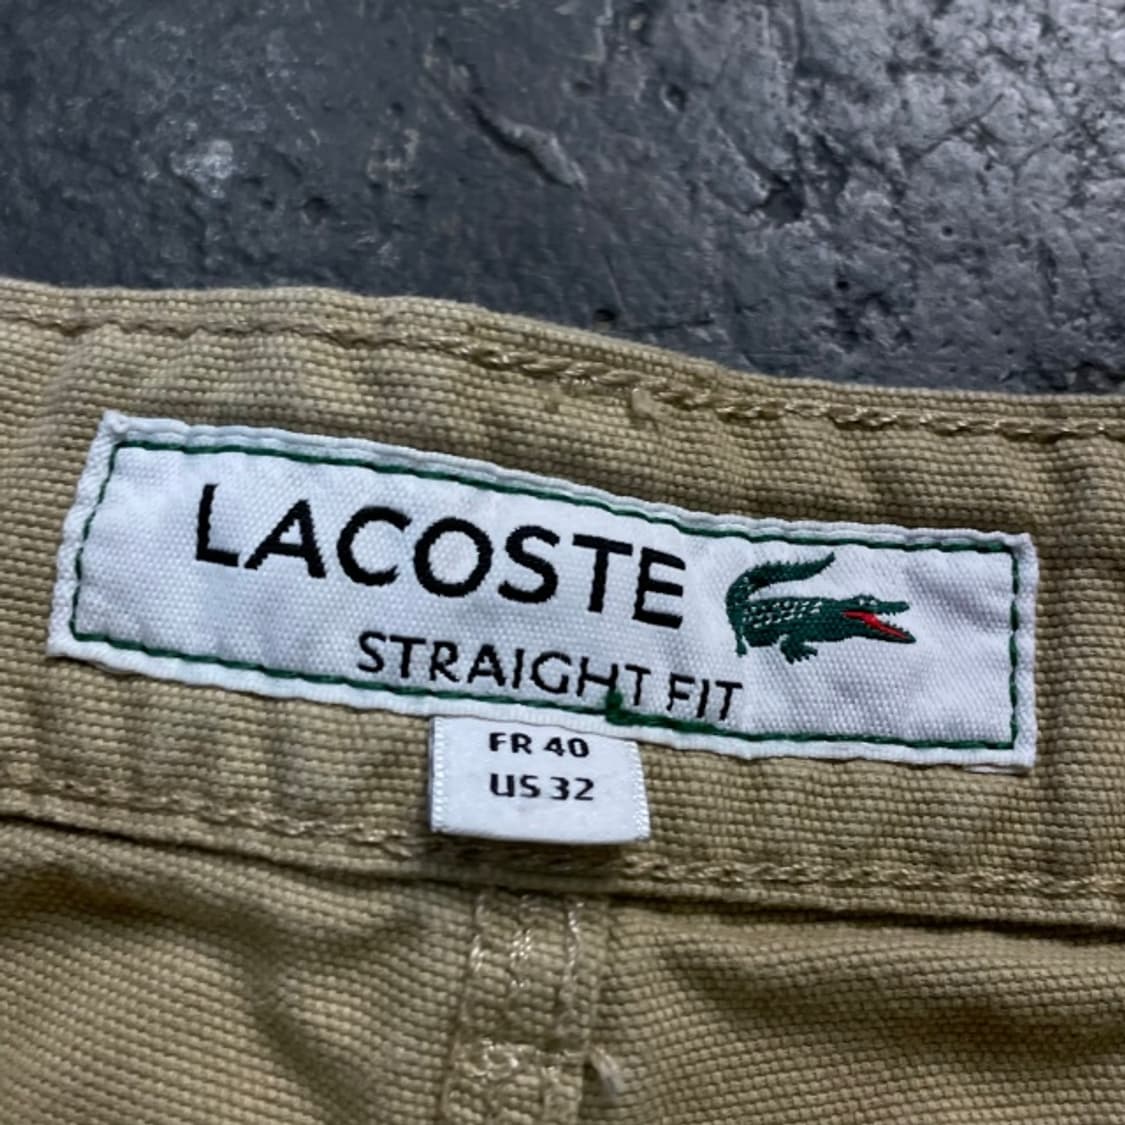 LACOSTE
STRAIGHT FIT
FR 40
US 32